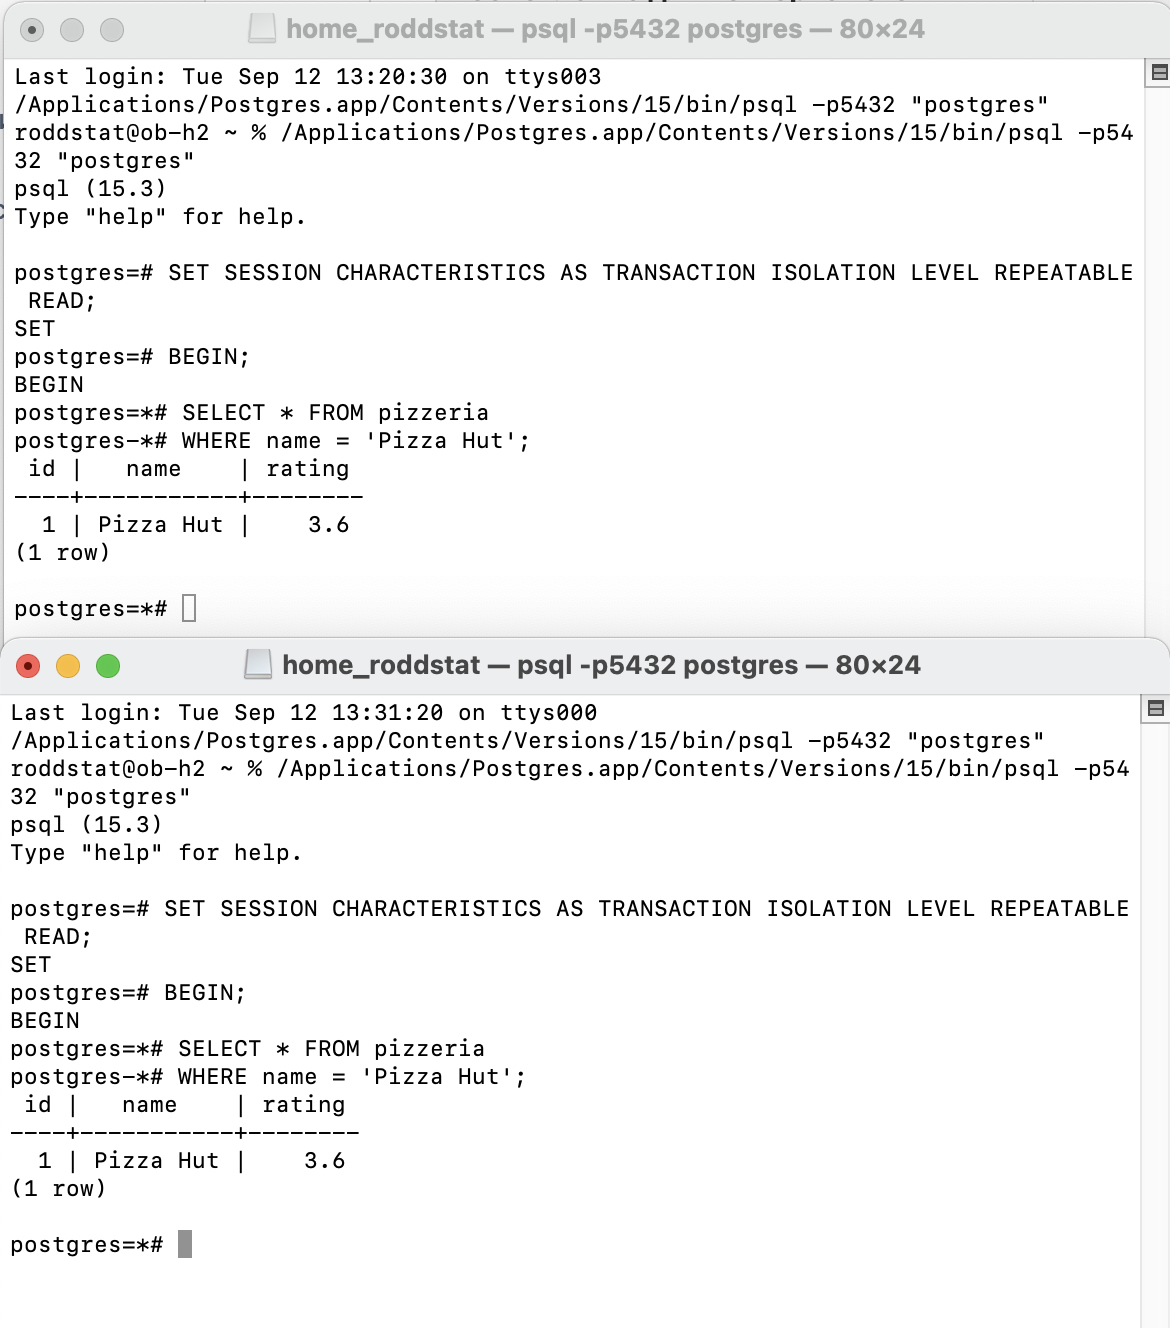 home_roddstat — psql -p5432 postgres — 80×24
Last login: Tue Sep 12 13:20:30 on ttys003
/Applications/Postgres.app/Contents/Versions/15/bin/psql -p5432 "postgres"
roddstat@ob-h2 ~ % /Applications/Postgres.app/Contents/Versions/15/bin/psql -p54
32 "postgres"
psql (15.3)
Type "help" for help.

postgres=# SET SESSION CHARACTERISTICS AS TRANSACTION ISOLATION LEVEL REPEATABLE
 READ;
SET
postgres=# BEGIN;
BEGIN
postgres=*# SELECT * FROM pizzeria
postgres-*# WHERE name = 'Pizza Hut';
 id |   name    | rating
----+-----------+--------
  1 | Pizza Hut |    3.6
(1 row)

postgres=*#
home_roddstat — psql -p5432 postgres — 80×24
Last login: Tue Sep 12 13:31:20 on ttys000
/Applications/Postgres.app/Contents/Versions/15/bin/psql -p5432 "postgres"
roddstat@ob-h2 ~ % /Applications/Postgres.app/Contents/Versions/15/bin/psql -p54
32 "postgres"
psql (15.3)
Type "help" for help.

postgres=# SET SESSION CHARACTERISTICS AS TRANSACTION ISOLATION LEVEL REPEATABLE
 READ;
SET
postgres=# BEGIN;
BEGIN
postgres=*# SELECT * FROM pizzeria
postgres-*# WHERE name = 'Pizza Hut';
 id |   name    | rating
----+-----------+--------
  1 | Pizza Hut |    3.6
(1 row)

postgres=*#